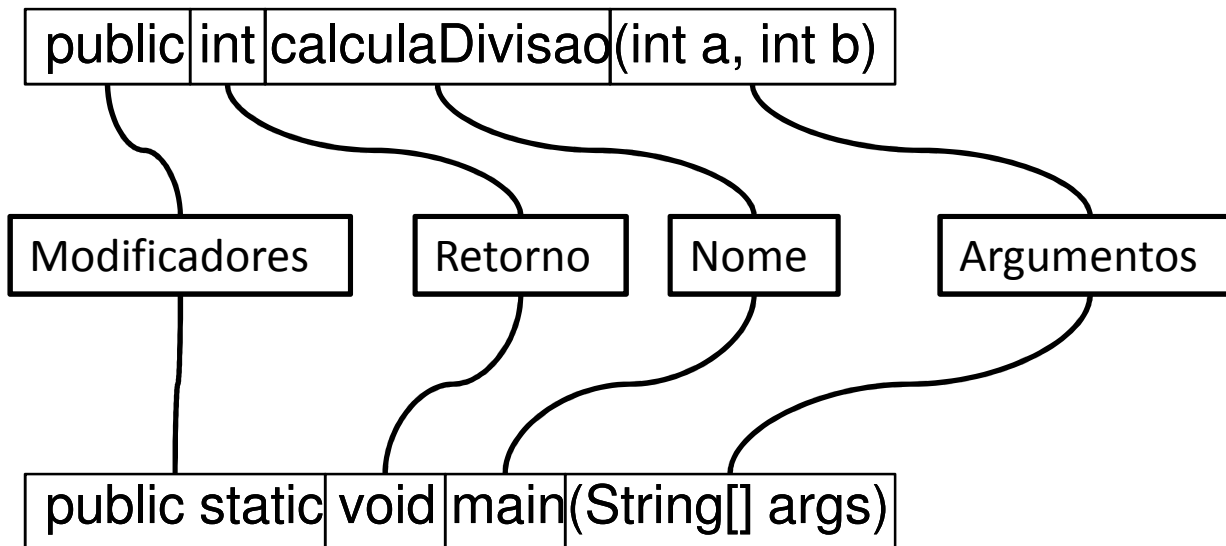 public int calculaDivisao(int a, int b)
Modificadores Retorno Nome Argumentos
public static void main(String[] args)